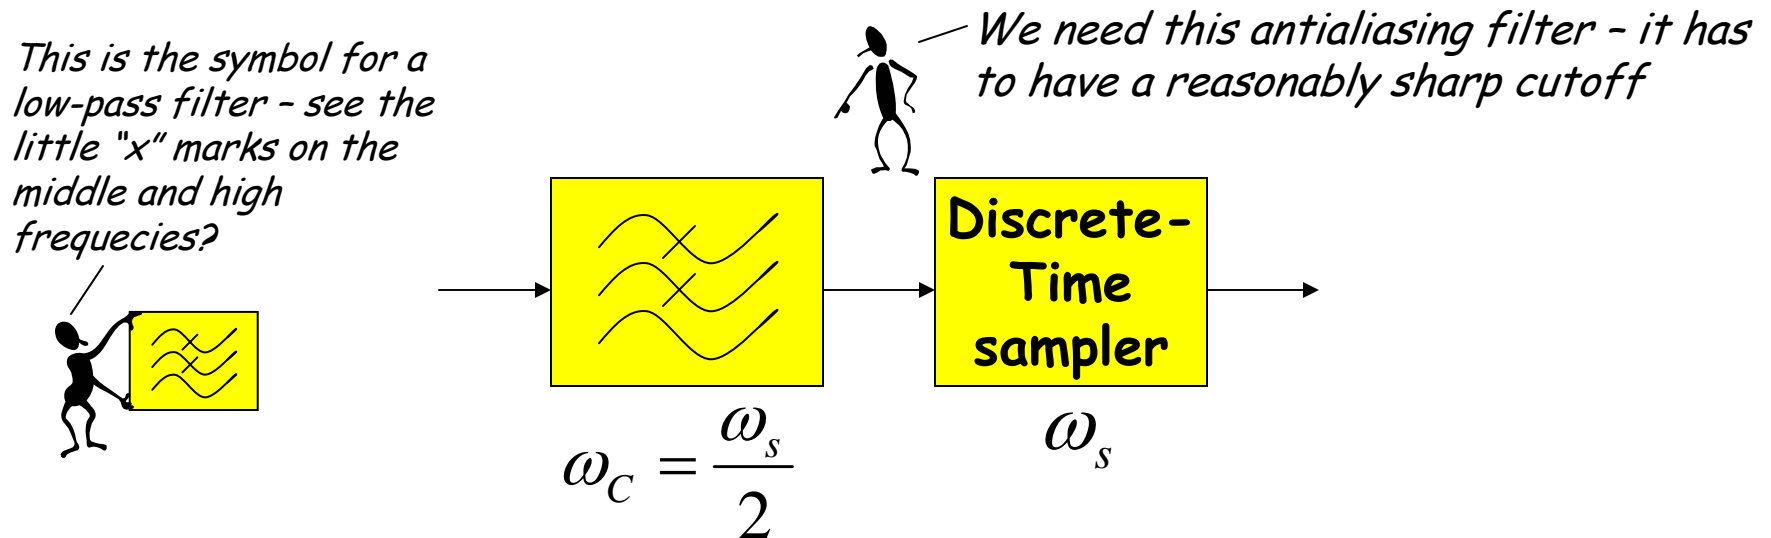 This is the symbol for a
low-pass filter – see the
little “x” marks on the
middle and high
frequecies?
We need this antialiasing filter – it has
to have a reasonably sharp cutoff
Discrete-
Time
sampler
ω_C = ω_s / 2
ω_s